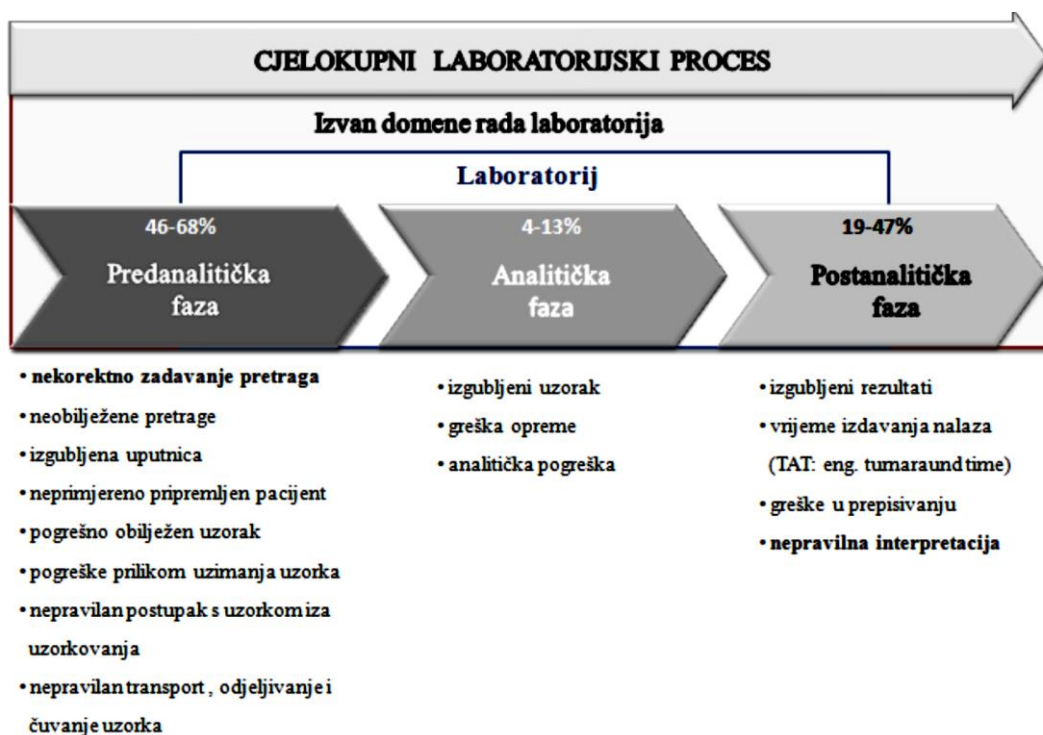 CJELOKUPNI LABORATORIJSKI PROCES
Izvan domene rada laboratorija
Laboratorij
46-68%
Predanalitička
faza
4-13%
Analitička
faza
19-47%
Postanalitička
faza
• nekorektno zadavanje pretraga
• neobilježene pretrage
• izgubljena uputnica
• neprimjereno pripremljen pacijent
• pogrešno obilježen uzorak
• pogreške prilikom uzimanja uzorka
• nepravilan postupak s uzorkom iza
uzorkovanja
• nepravilan transport , odjeljivanje i
čuvanje uzorka
• izgubljeni uzorak
• greška opreme
• analitička pogreška
• izgubljeni rezultati
• vrijeme izdavanja nalaza
(TAT: eng. turnaround time)
• greške u prepisivanju
• nepravilna interpretacija